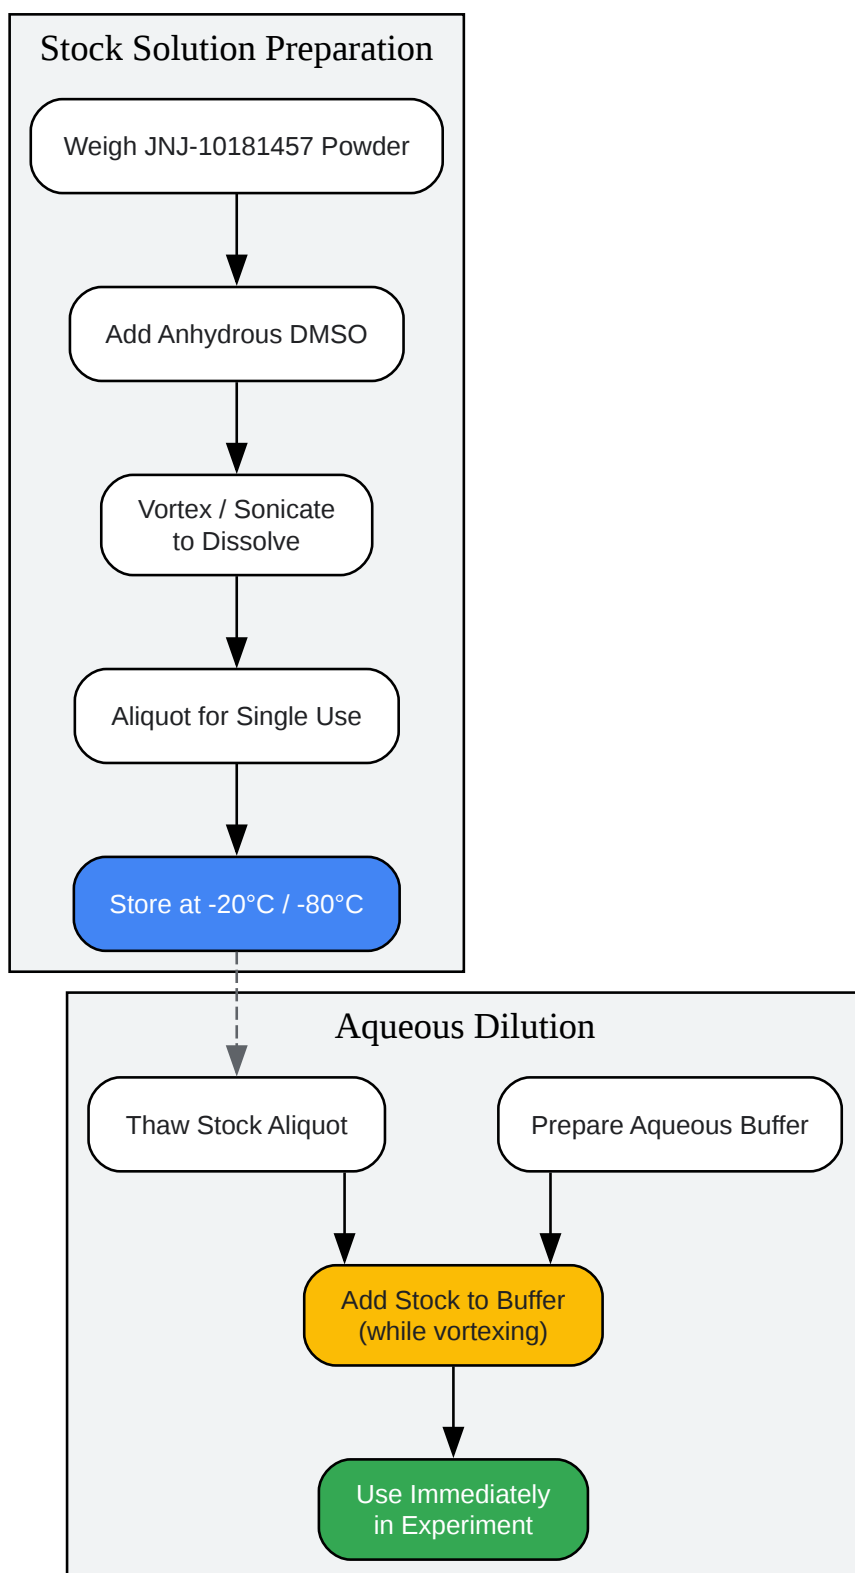 Stock Solution Preparation
Weigh JNJ-10181457 Powder
Add Anhydrous DMSO
Vortex / Sonicate
to Dissolve
Aliquot for Single Use
Store at -20°C / -80°C
Aqueous Dilution
Thaw Stock Aliquot
Prepare Aqueous Buffer
Add Stock to Buffer
(while vortexing)
Use Immediately
in Experiment